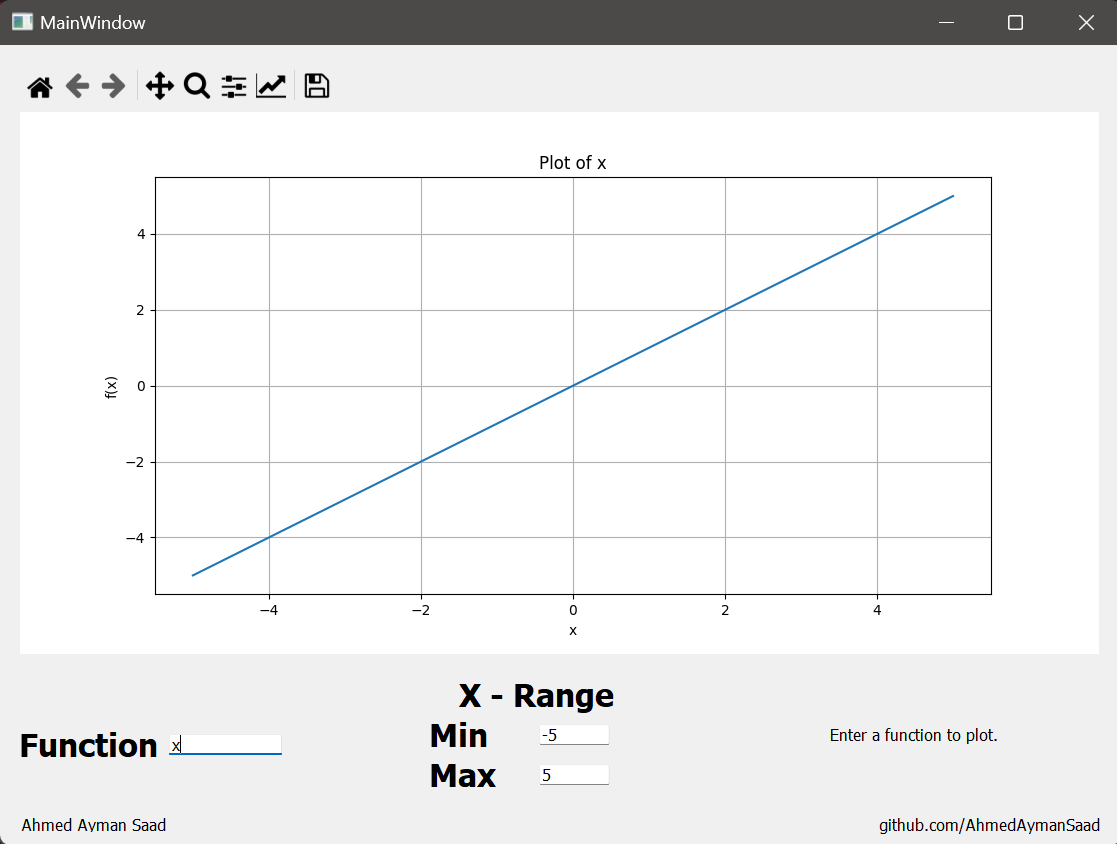 MainWindow
Plot of x
4
2
0
−2
−4
f(x)
−4 −2 0 2 4
x
X - Range
Function x
Min -5
Max 5
Enter a function to plot.
Ahmed Ayman Saad
github.com/AhmedAymanSaad